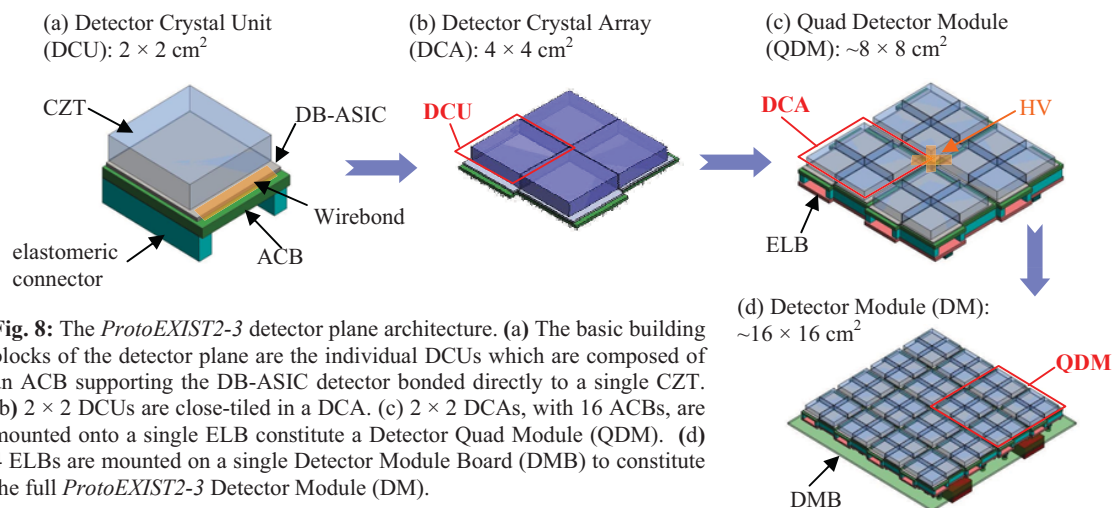 (a) Detector Crystal Unit
(DCU): 2 × 2 cm²
CZT
DB-ASIC
Wirebond
ACB
elastomeric
connector
(b) Detector Crystal Array
(DCA): 4 × 4 cm²
DCU
(c) Quad Detector Module
(QDM): ~8 × 8 cm²
DCA
HV
ELB
(d) Detector Module (DM):
~16 × 16 cm²
QDM
DMB
Fig. 8: The ProtoEXIST2-3 detector plane architecture. (a) The basic building
blocks of the detector plane are the individual DCUs which are composed of
an ACB supporting the DB-ASIC detector bonded directly to a single CZT.
(b) 2 × 2 DCUs are close-tiled in a DCA. (c) 2 × 2 DCAs, with 16 ACBs, are
mounted onto a single ELB constitute a Detector Quad Module (QDM). (d)
ELBs are mounted on a single Detector Module Board (DMB) to constitute
the full ProtoEXIST2-3 Detector Module (DM).